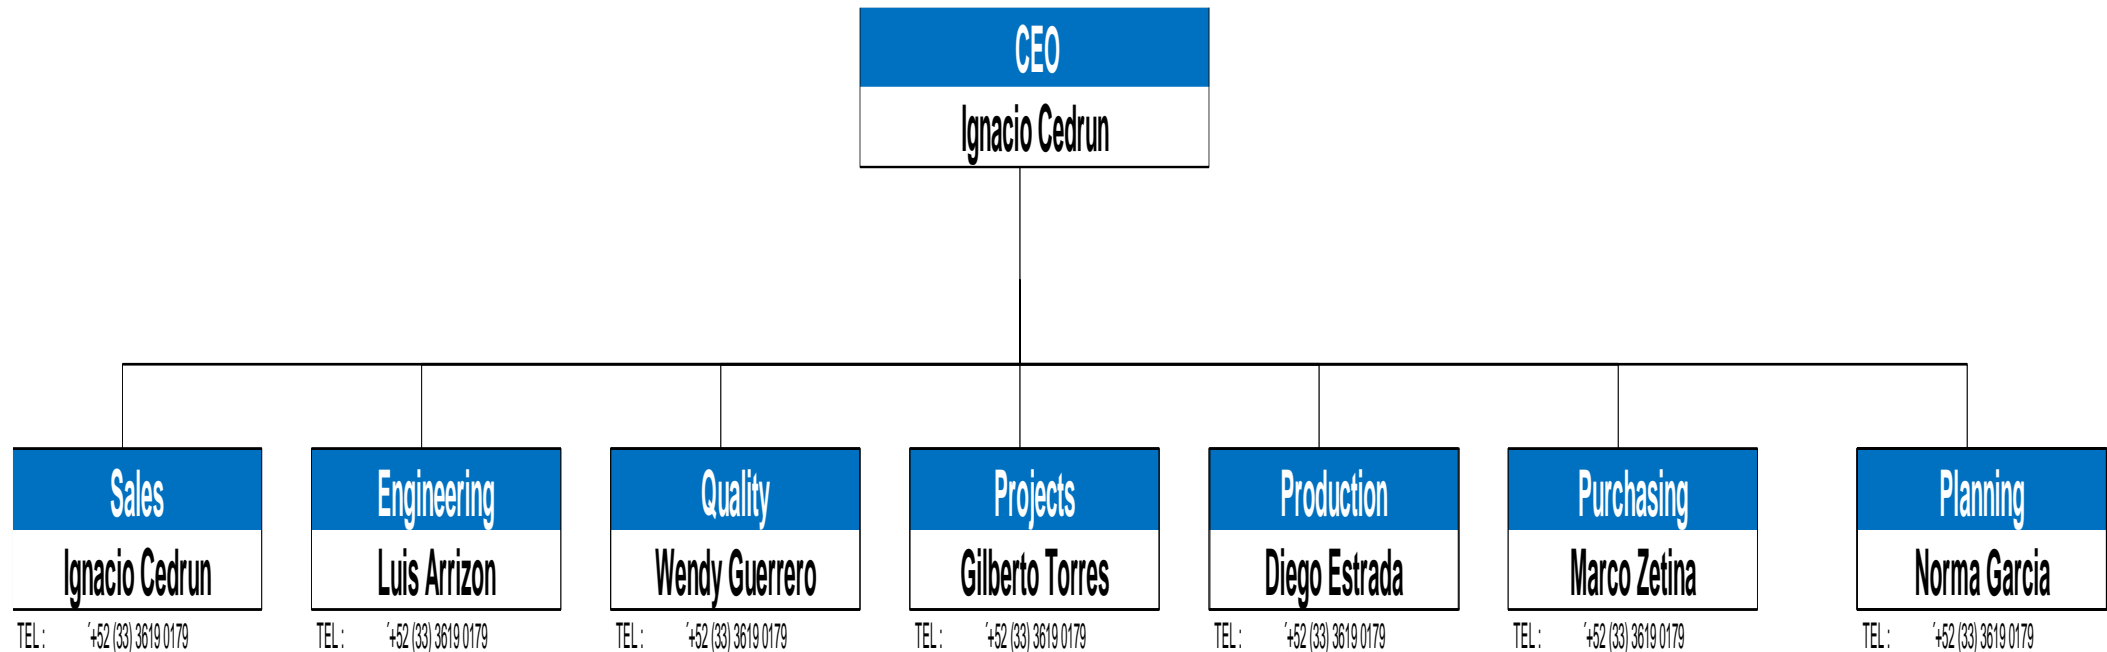 CEO
Ignacio Cedrun
Sales
Ignacio Cedrun
TEL : ´+52 (33) 3619 0179
Engineering
Luis Arrizon
TEL : ´+52 (33) 3619 0179
Quality
Wendy Guerrero
TEL : ´+52 (33) 3619 0179
Projects
Gilberto Torres
TEL : ´+52 (33) 3619 0179
Production
Diego Estrada
TEL : ´+52 (33) 3619 0179
Purchasing
Marco Zetina
TEL : ´+52 (33) 3619 0179
Planning
Norma Garcia
TEL : ´+52 (33) 3619 0179